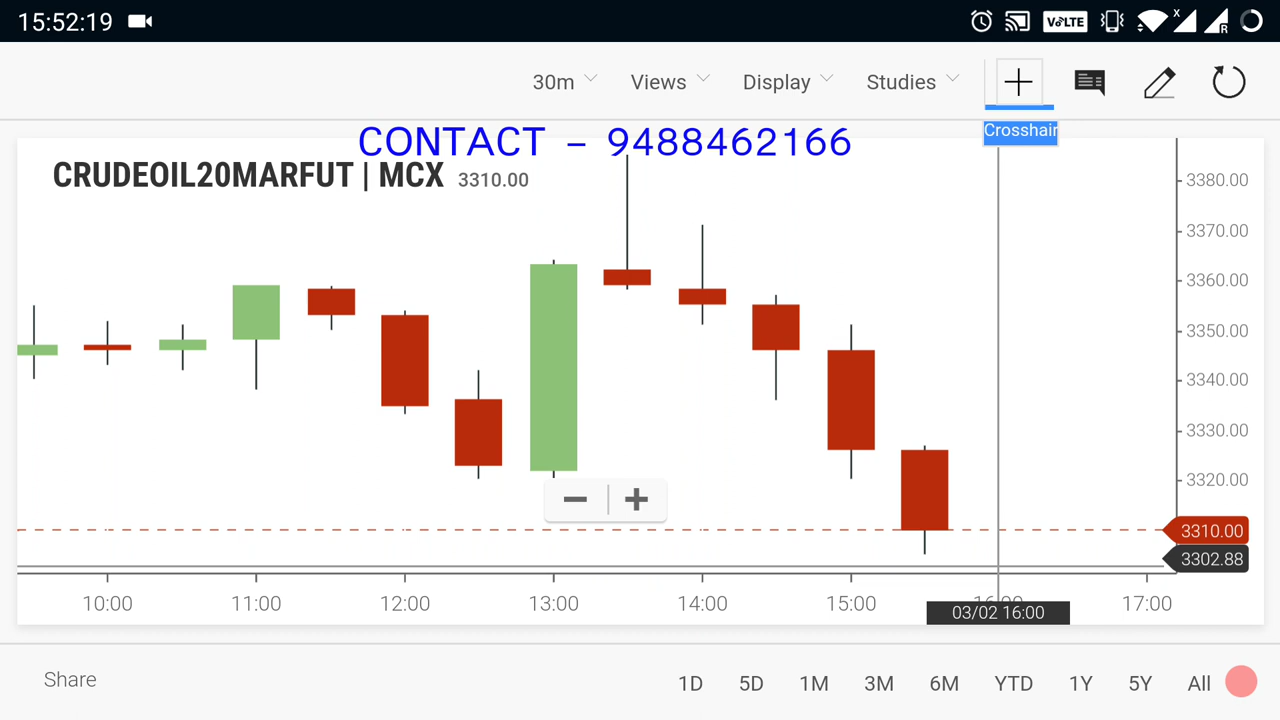 15:52:19 VoLTE X R
30m Views Display Studies
Crosshair
CONTACT - 9488462166
CRUDEOIL20MARFUT | MCX 3310.00
3380.00
3370.00
3360.00
3350.00
3340.00
3330.00
3320.00
3310.00
3302.88
10:00 11:00 12:00 13:00 14:00 15:00 16:00 17:00
03/02 16:00
Share 1D 5D 1M 3M 6M YTD 1Y 5Y All